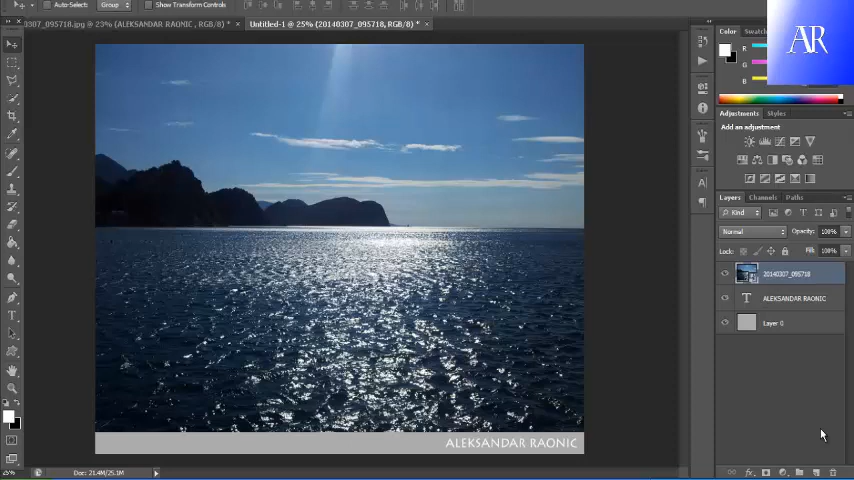 Auto-Select: Group Show Transform Controls
0307_095718.jpg @ 23% (ALEKSANDAR RAONIC , RGB/8) * × Untitled-1 @ 25% (20140307_095718, RGB/8) * ×
Color Swatch
AR
R
G
B
Adjustments Styles
Add an adjustment
Layers Channels Paths
Kind
Normal Opacity: 100%
Lock: Fill: 100%
20140307_095718
T ALEKSANDAR RAONIC
Layer 0
ALEKSANDAR RAONIC
25% Doc: 21.4M/25.1M